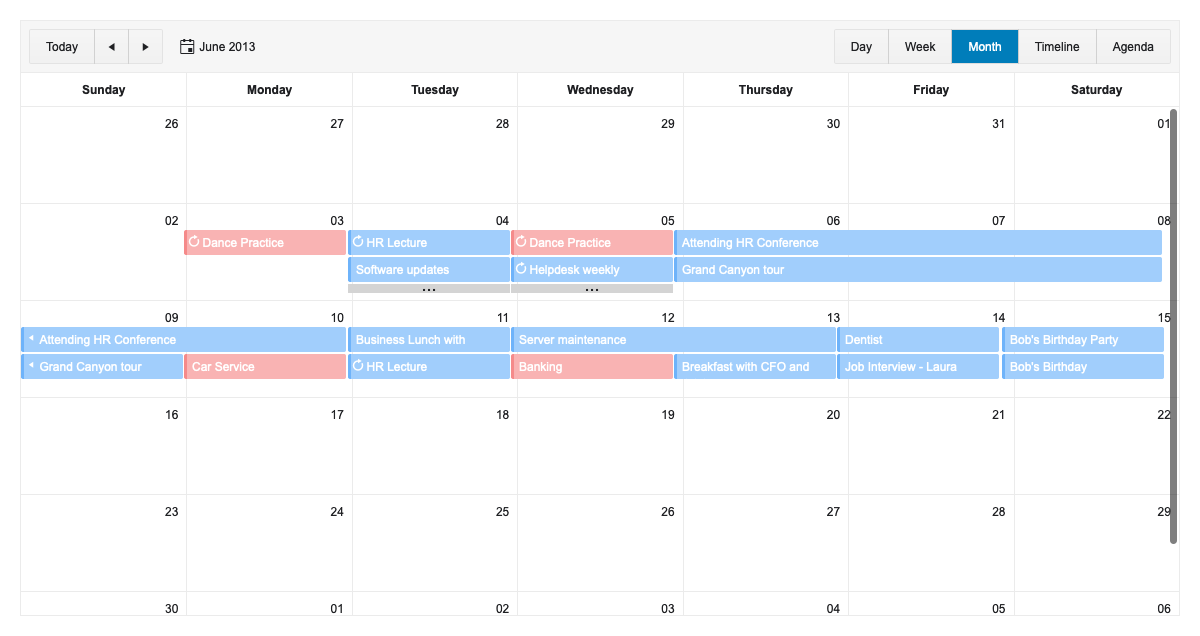 Today June 2013 Day Week Month Timeline Agenda
Sunday Monday Tuesday Wednesday Thursday Friday Saturday
26 27 28 29 30 31 01
02 03 04 05 06 07 08
Dance Practice HR Lecture Dance Practice Attending HR Conference
Software updates Helpdesk weekly Grand Canyon tour
... ...
09 10 11 12 13 14 15
Attending HR Conference Business Lunch with Server maintenance Dentist Bob's Birthday Party
Grand Canyon tour Car Service HR Lecture Banking Breakfast with CFO and Job Interview - Laura Bob's Birthday
16 17 18 19 20 21 22
23 24 25 26 27 28 29
30 01 02 03 04 05 06